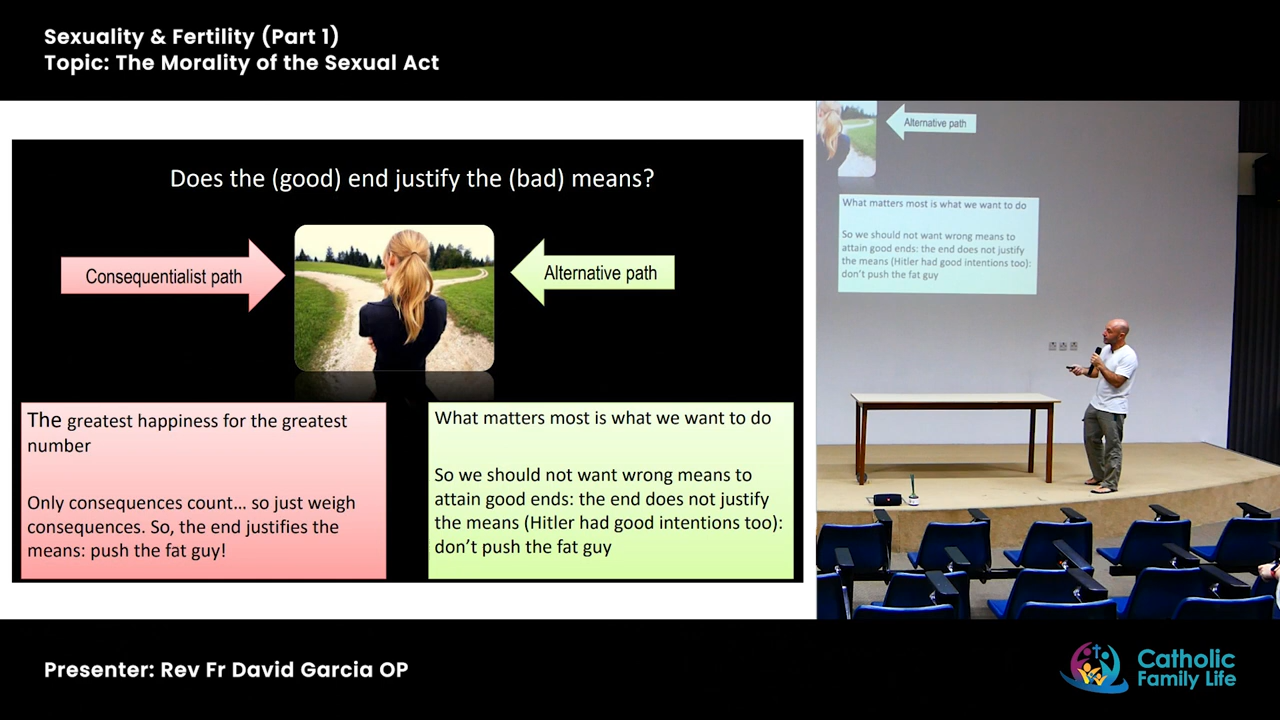 Sexuality & Fertility (Part 1)
Topic: The Morality of the Sexual Act
Does the (good) end justify the (bad) means?
Consequentialist path
Alternative path
The greatest happiness for the greatest
number
Only consequences count... so just weigh
consequences. So, the end justifies the
means: push the fat guy!
What matters most is what we want to do
So we should not want wrong means to
attain good ends: the end does not justify
the means (Hitler had good intentions too):
don't push the fat guy
Alternative path
What matters most is what we want to do
So we should not want wrong means to
attain good ends: the end does not justify
the means (Hitler had good intentions too):
don't push the fat guy
Presenter: Rev Fr David Garcia OP
Catholic
Family Life